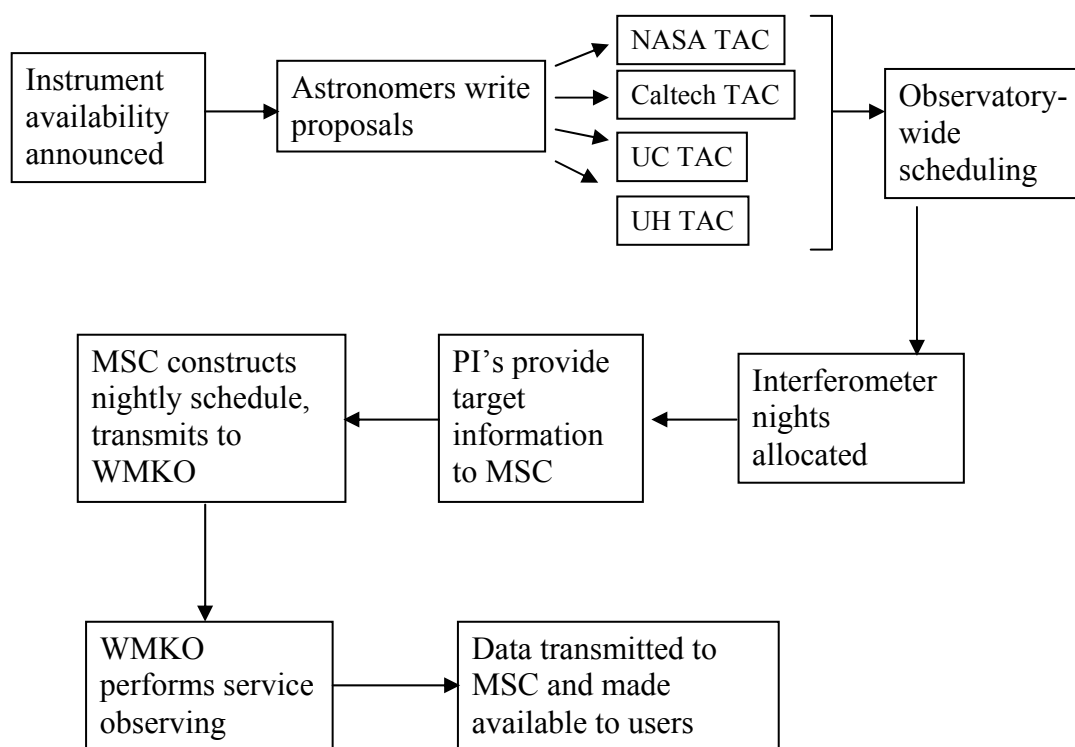 Instrument
availability
announced
Astronomers write
proposals
NASA TAC
Caltech TAC
UC TAC
UH TAC
Observatory-
wide
scheduling
Interferometer
nights
allocated
PI's provide
target
information
to MSC
MSC constructs
nightly schedule,
transmits to
WMKO
WMKO
performs service
observing
Data transmitted to
MSC and made
available to users